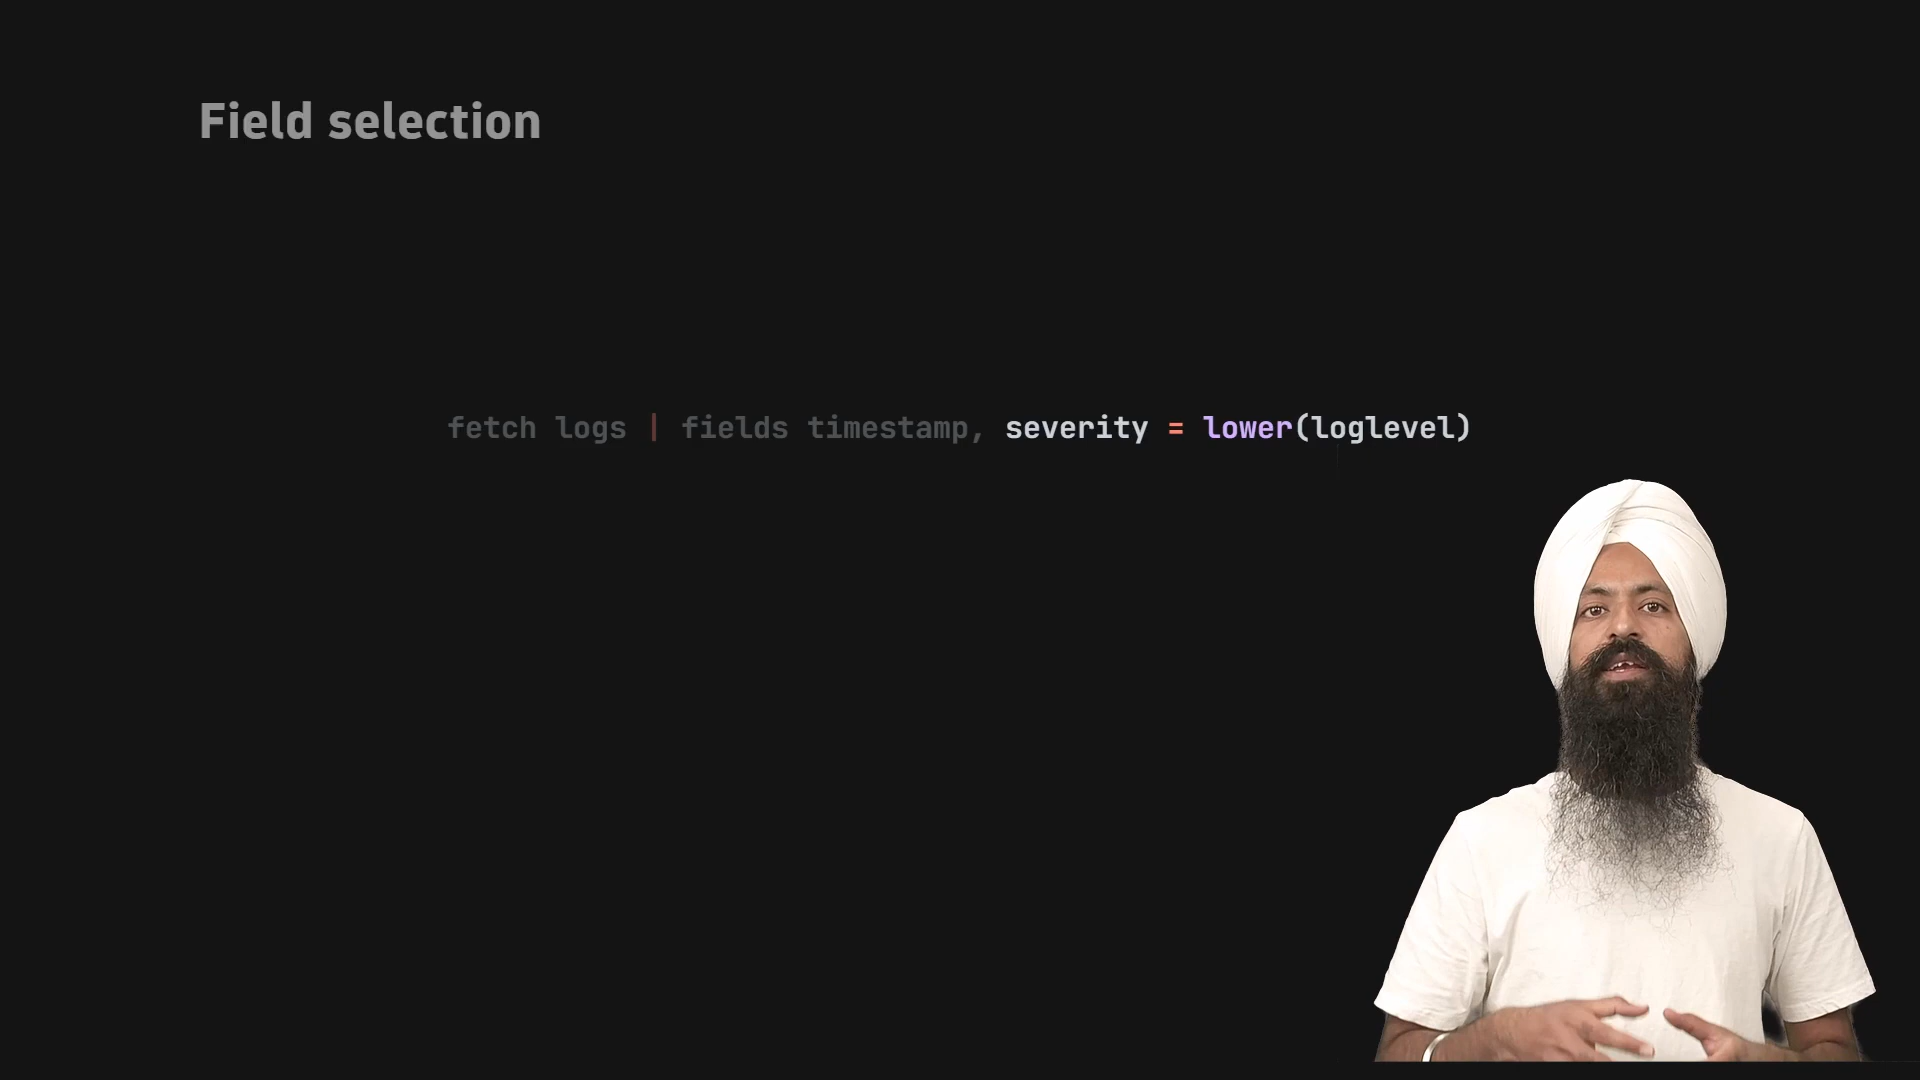 Field selection
fetch logs | fields timestamp, severity = lower(loglevel)